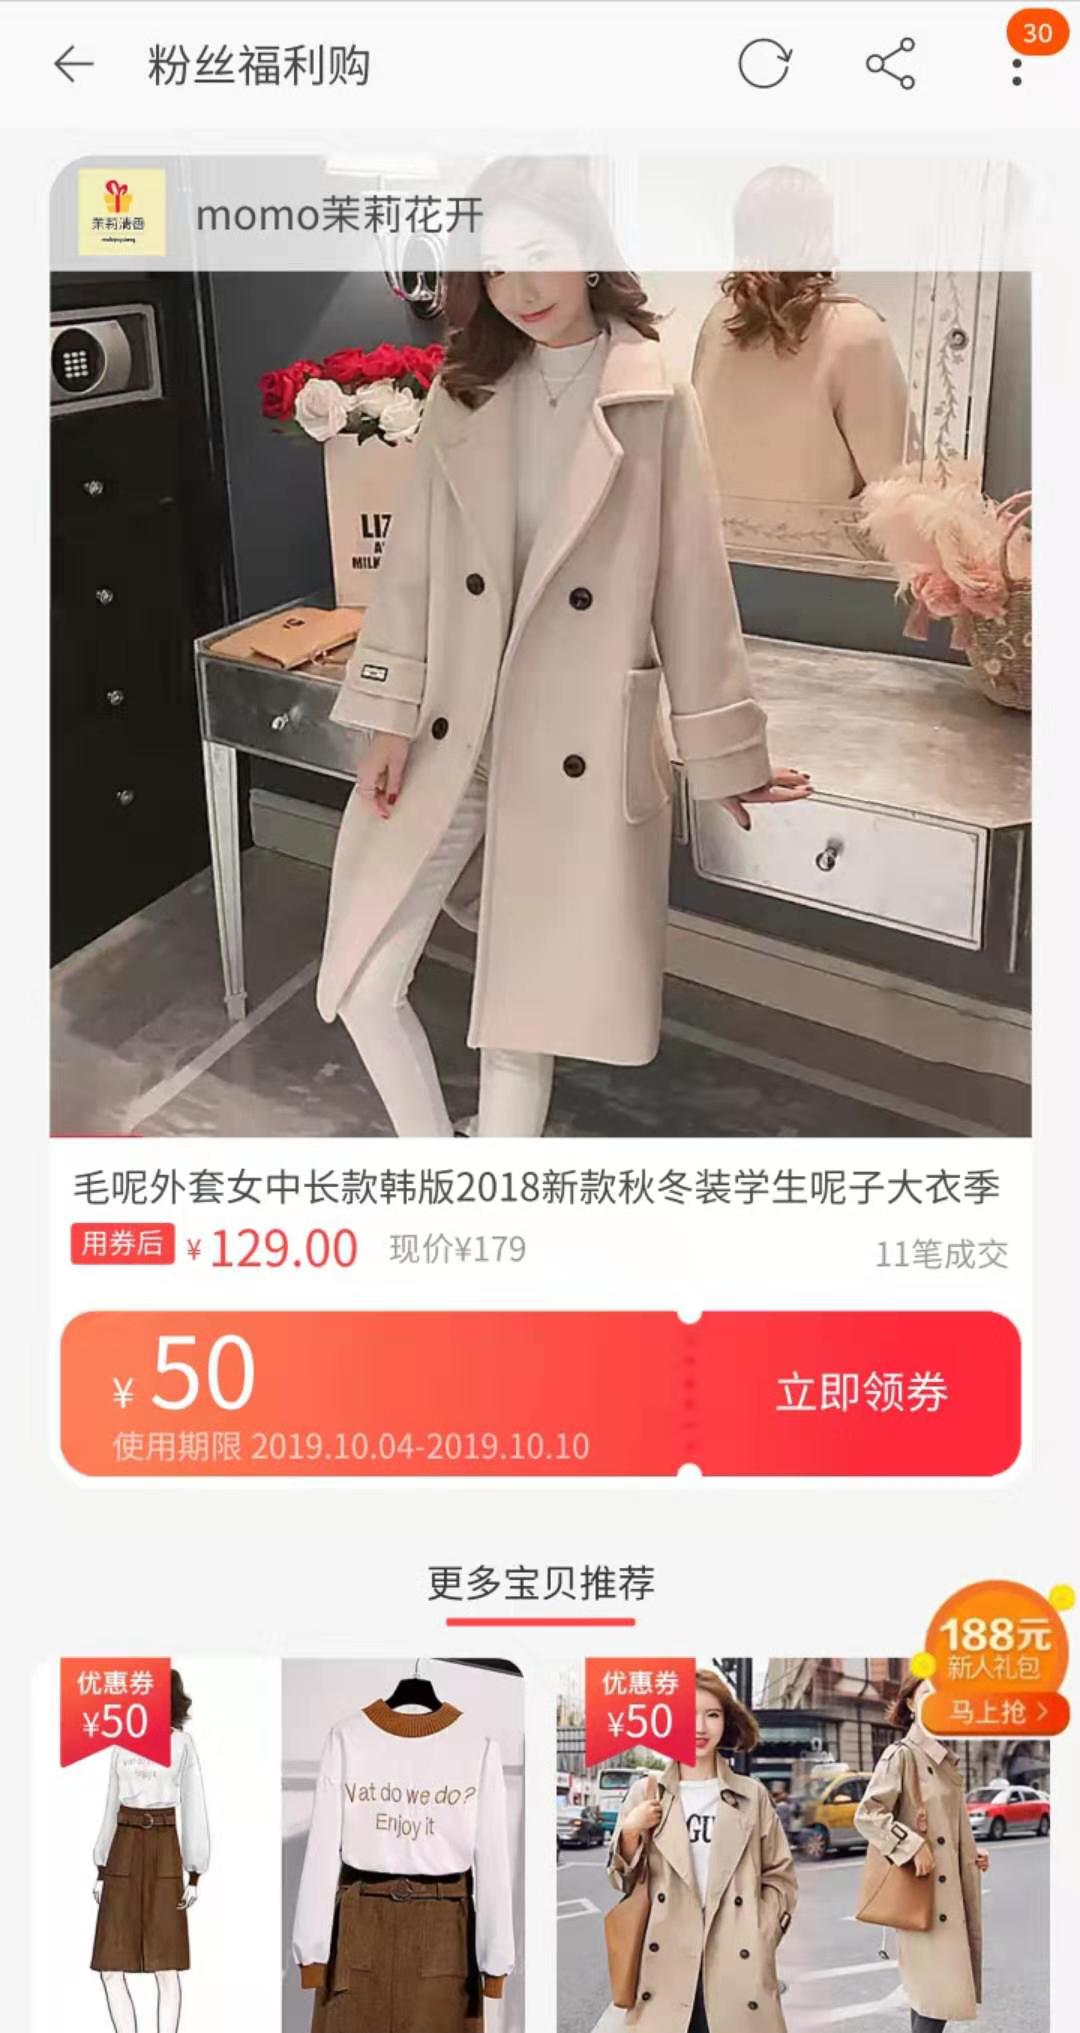 粉丝福利购
30
茉莉清香
momo茉莉花开
LIZ
MILK
毛呢外套女中长款韩版2018新款秋冬装学生呢子大衣季
用券后 ¥129.00 现价¥179
11笔成交
¥50
使用期限 2019.10.04-2019.10.10
立即领券
更多宝贝推荐
188元
新人礼包
马上抢 >
优惠券
¥50
Vat do we do?
Enjoy it
优惠券
¥50
GU